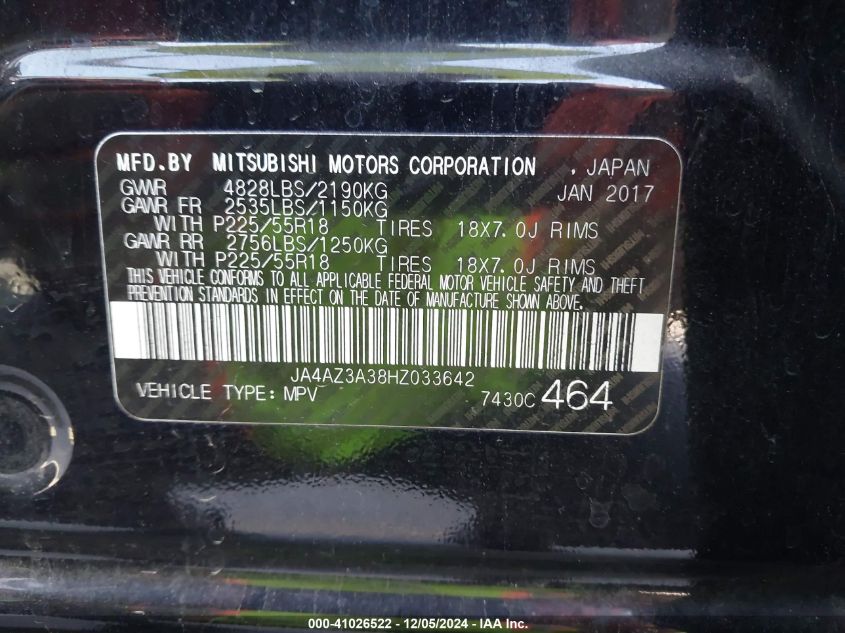 MFD.BY MITSUBISHI MOTORS CORPORATION , JAPAN
GVWR 4828LBS/2190KG JAN 2017
GAWR FR 2535LBS/1150KG
WITH P225/55R18 TIRES 18X7.0J RIMS
GAWR RR 2756LBS/1250KG
WITH P225/55R18 TIRES 18X7.0J RIMS
THIS VEHICLE CONFORMS TO ALL APPLICABLE FEDERAL MOTOR VEHICLE SAFETY AND THEFT
PREVENTION STANDARDS IN EFFECT ON THE DATE OF MANUFACTURE SHOWN ABOVE.
JA4AZ3A38HZ033642
VEHICLE TYPE: MPV 7430C 464
000-41026522 - 12/05/2024 - IAA Inc.